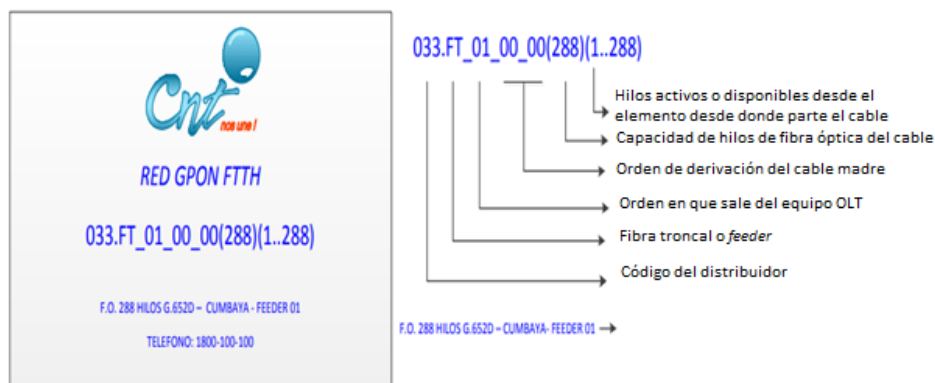 Cnt
nos une!
RED GPON FTTH
033.FT_01_00_00(288)(1..288)
F.O. 288 HILOS G.652D – CUMBAYA - FEEDER 01
TELEFONO: 1800-100-100
033.FT_01_00_00(288)(1..288)
Hilos activos o disponibles desde el
elemento desde donde parte el cable
Capacidad de hilos de fibra óptica del cable
Orden de derivación del cable madre
Orden en que sale del equipo OLT
Fibra troncal o feeder
Código del distribuidor
F.O. 288 HILOS G.652D – CUMBAYA- FEEDER 01